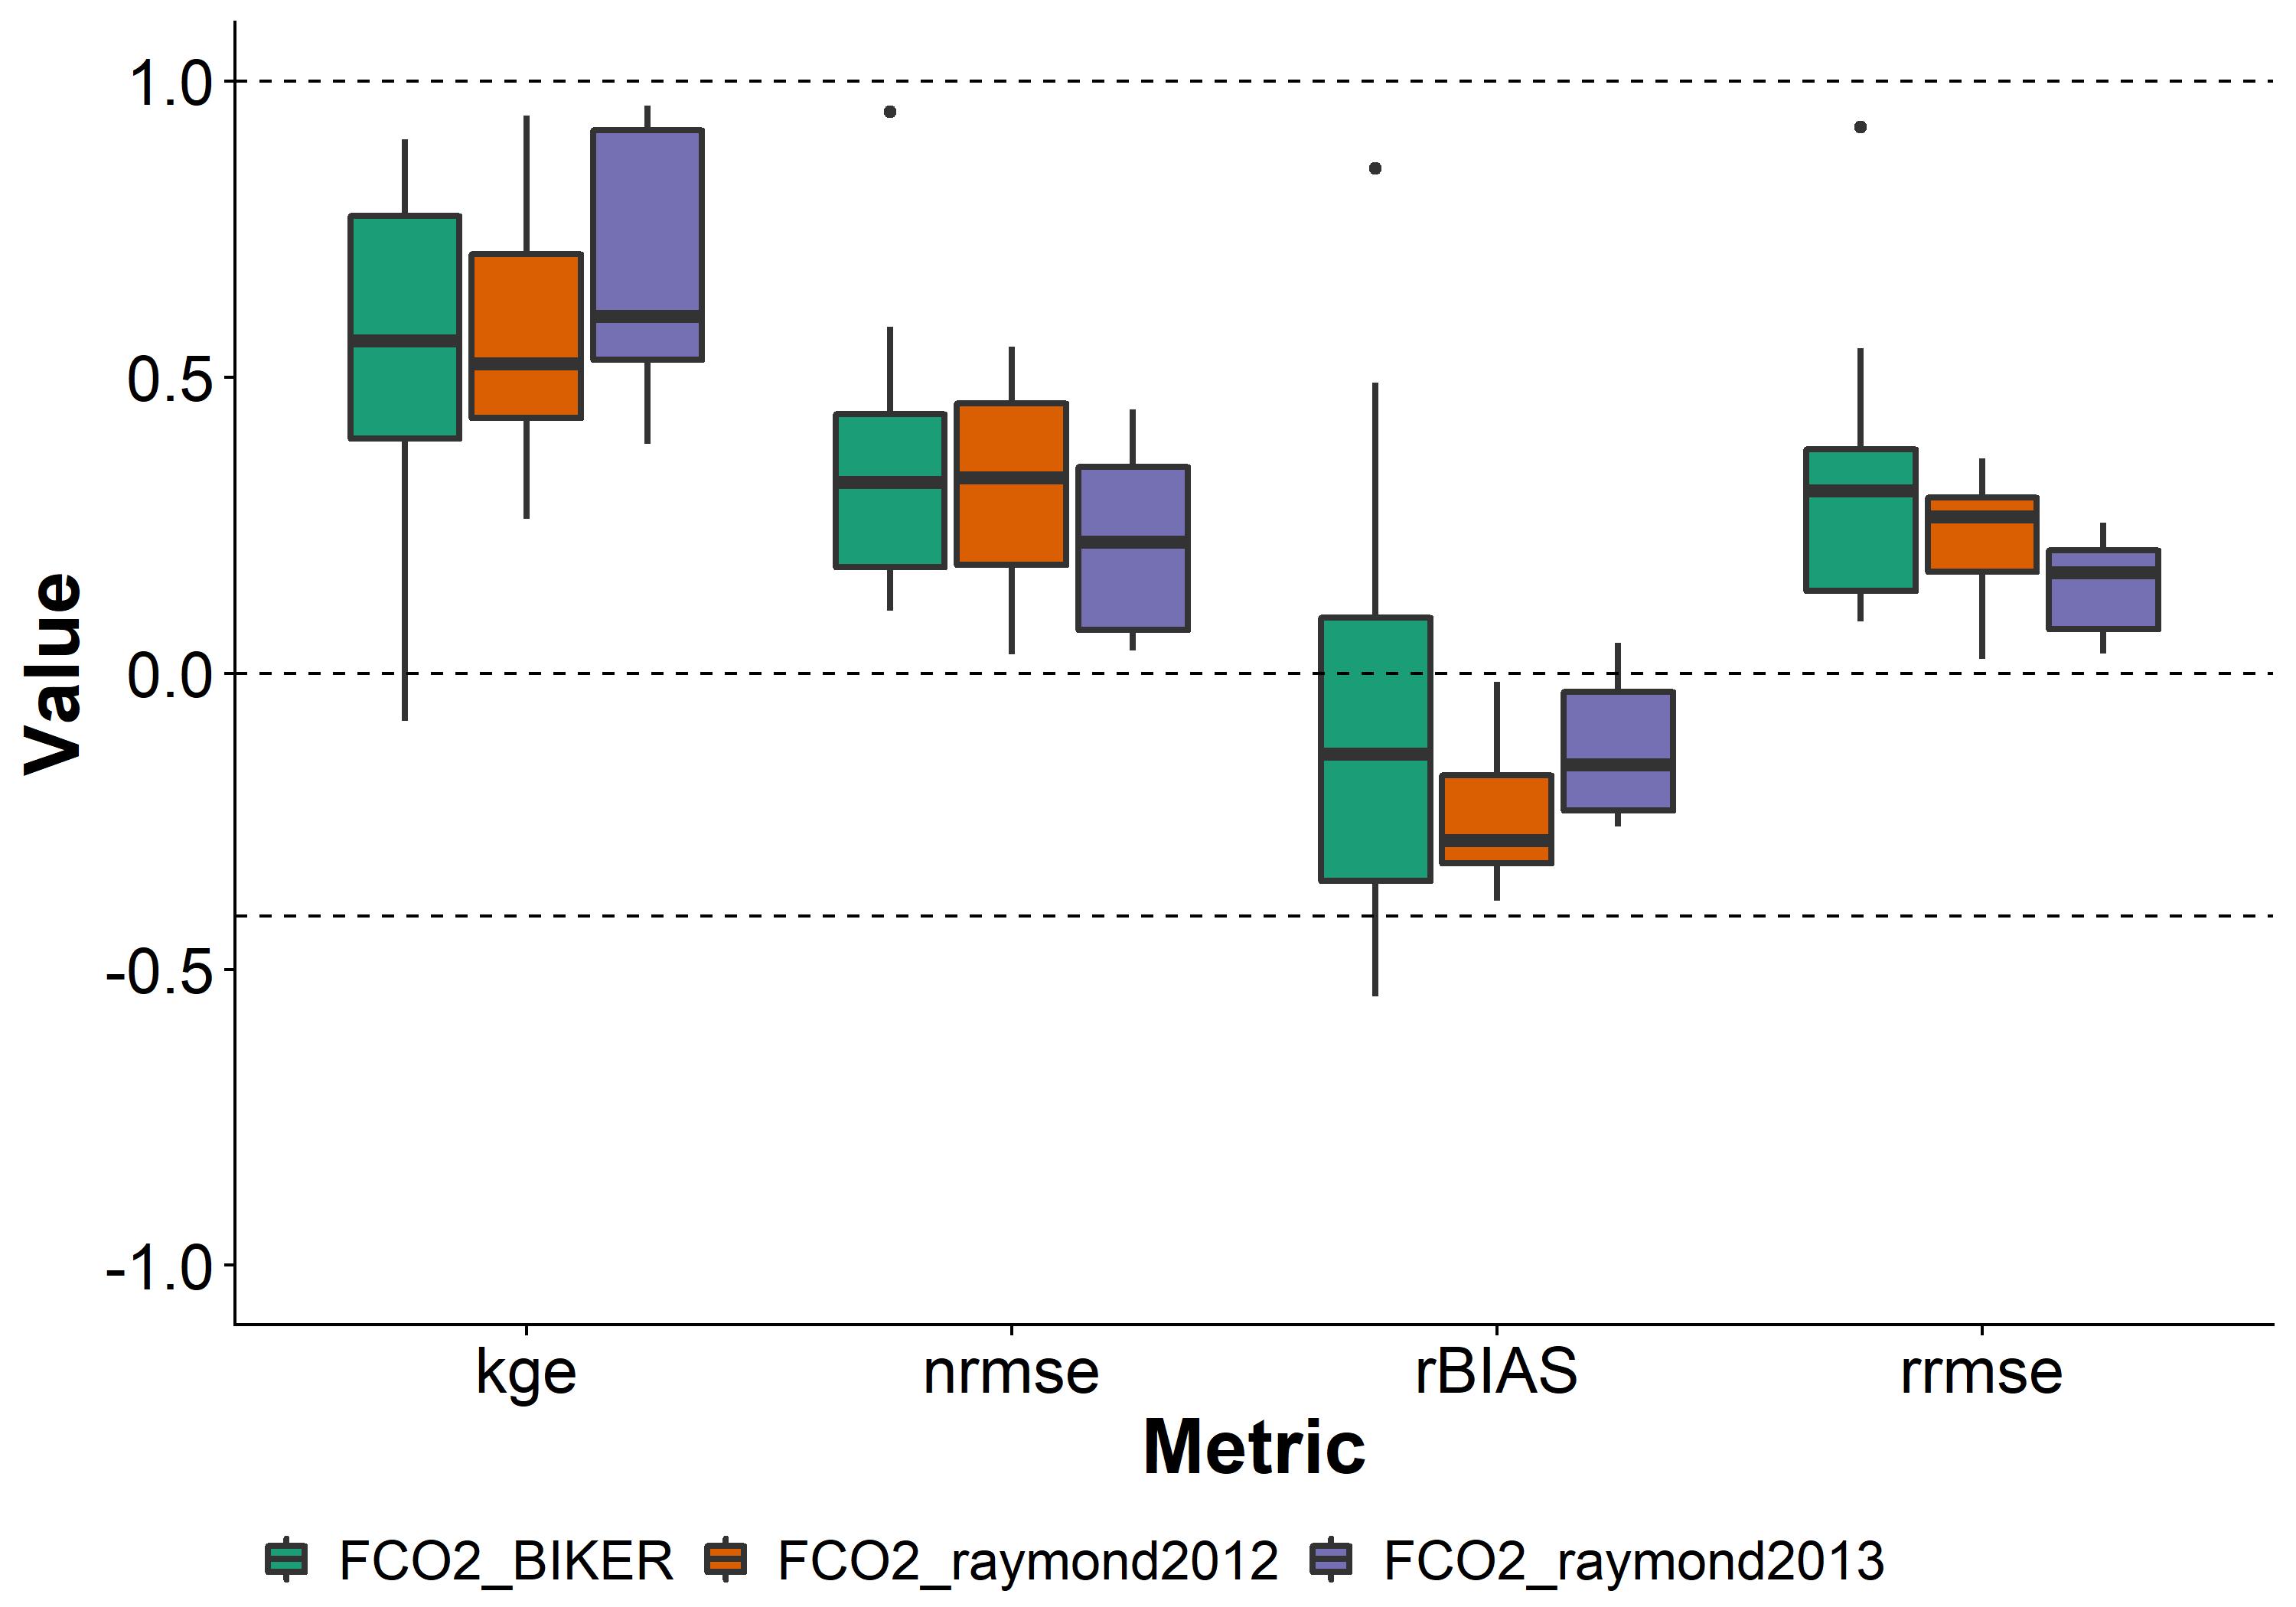 Value
1.0
0.5
0.0
-0.5
-1.0
kge nrmse rBIAS rrmse
Metric
FCO2_BIKER FCO2_raymond2012 FCO2_raymond2013